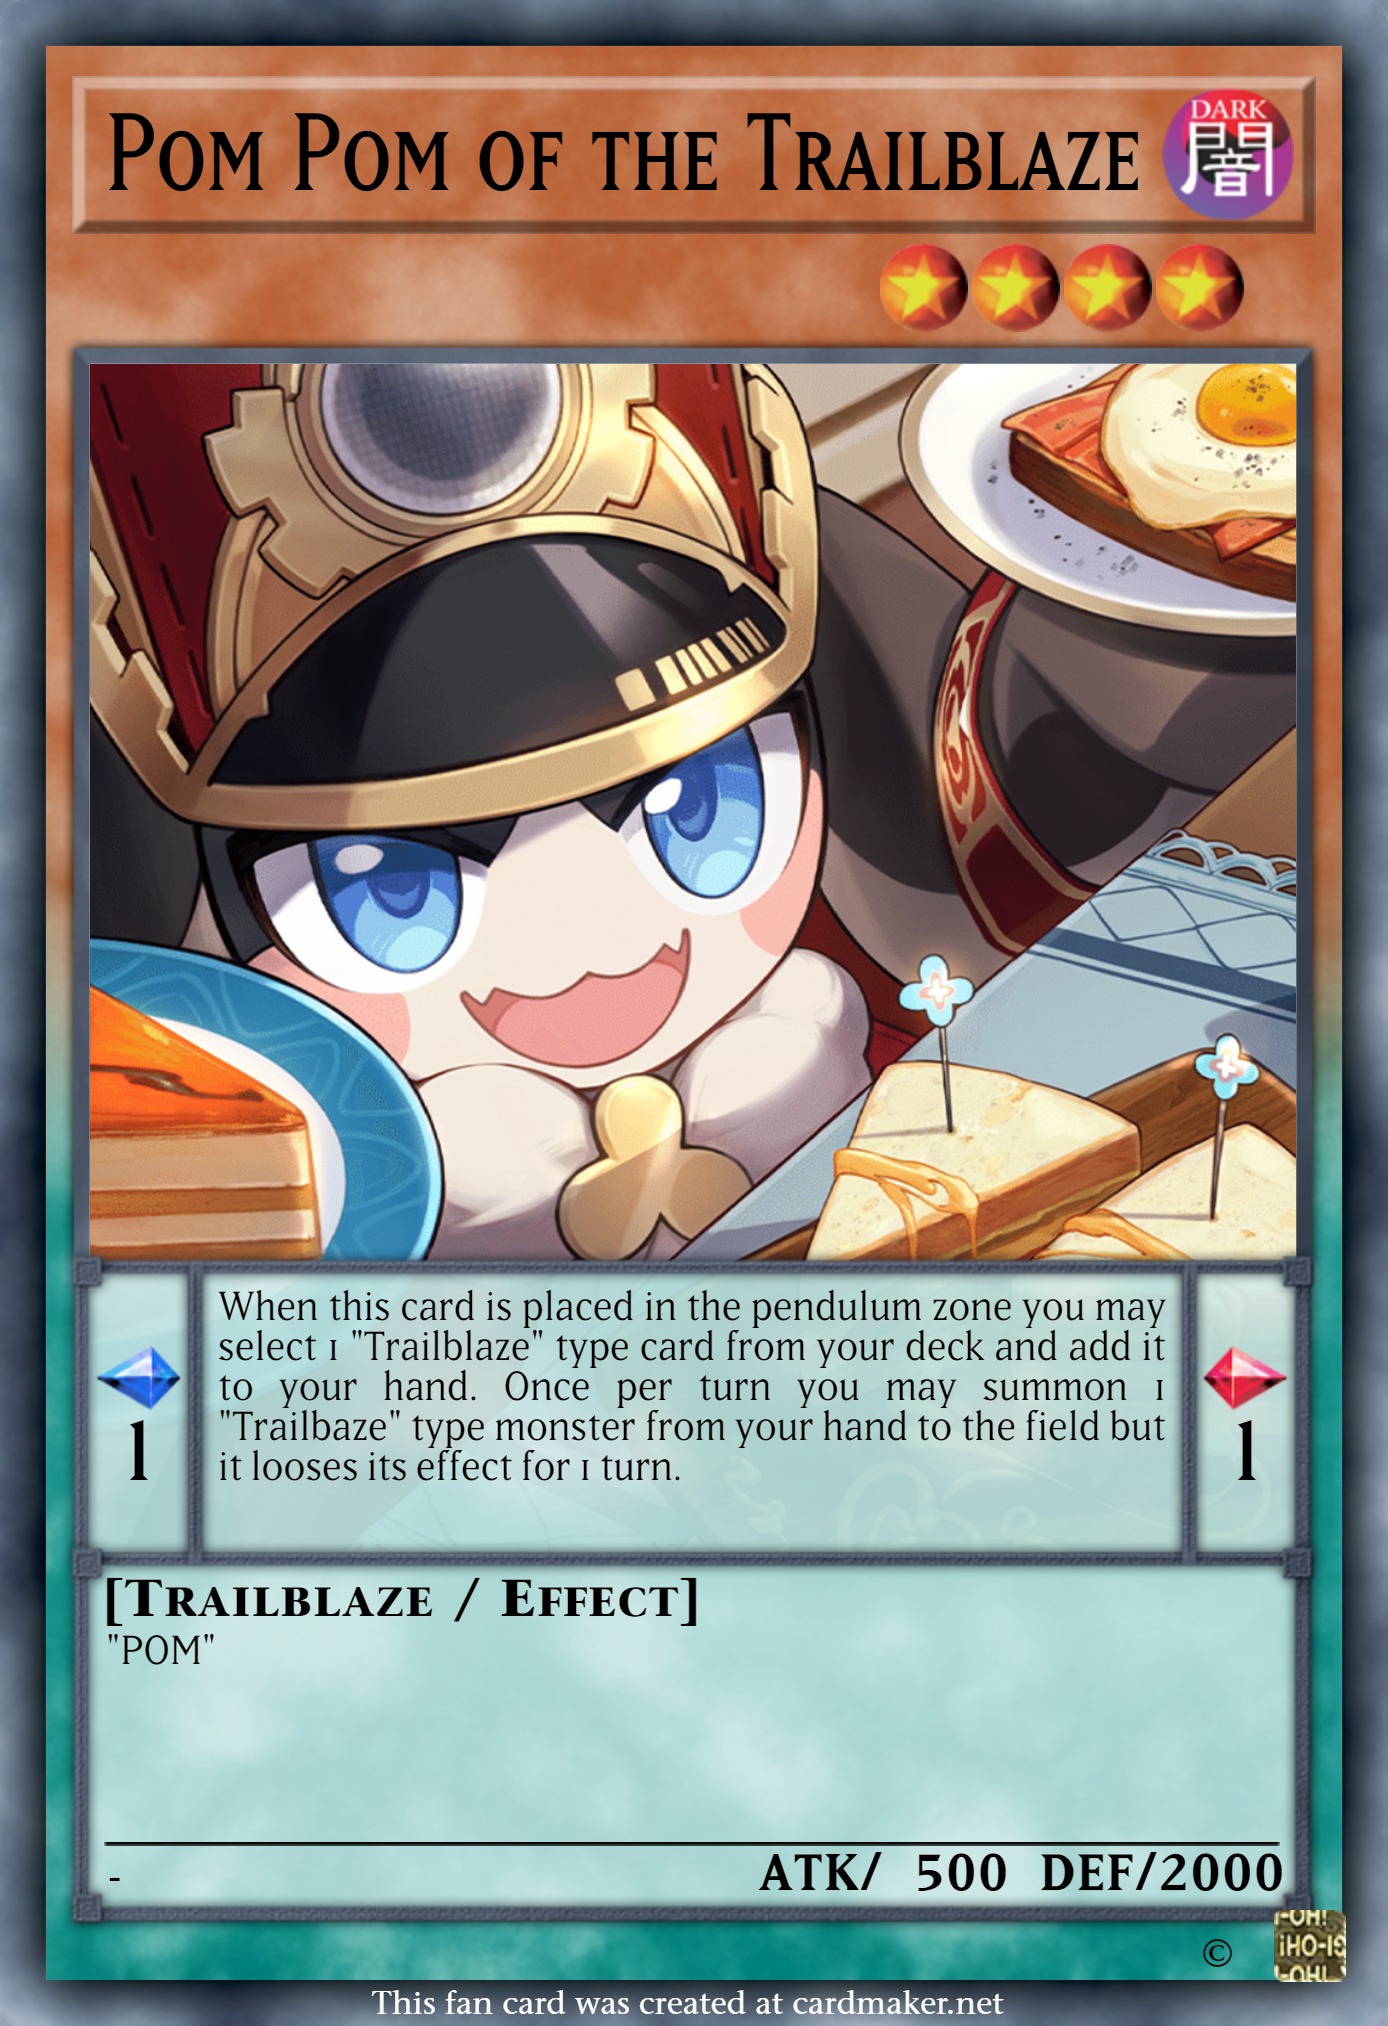 Pom Pom of the Trailblaze
DARK
闇
When this card is placed in the pendulum zone you may
select 1 "Trailblaze" type card from your deck and add it
to your hand. Once per turn you may summon 1
"Trailbaze" type monster from your hand to the field but
it looses its effect for 1 turn.
1
1
[Trailblaze / Effect]
"POM"
-
ATK/ 500 DEF/2000
©
This fan card was created at cardmaker.net